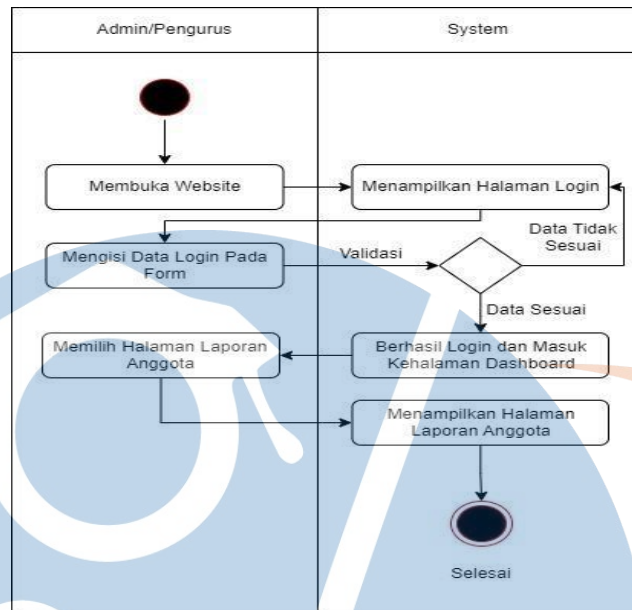 Admin/Pengurus
System
Membuka Website
Menampilkan Halaman Login
Data Tidak
Sesuai
Mengisi Data Login Pada
Form
Validasi
Data Sesuai
Memilih Halaman Laporan
Anggota
Berhasil Login dan Masuk
Kehalaman Dashboard
Menampilkan Halaman
Laporan Anggota
Selesai